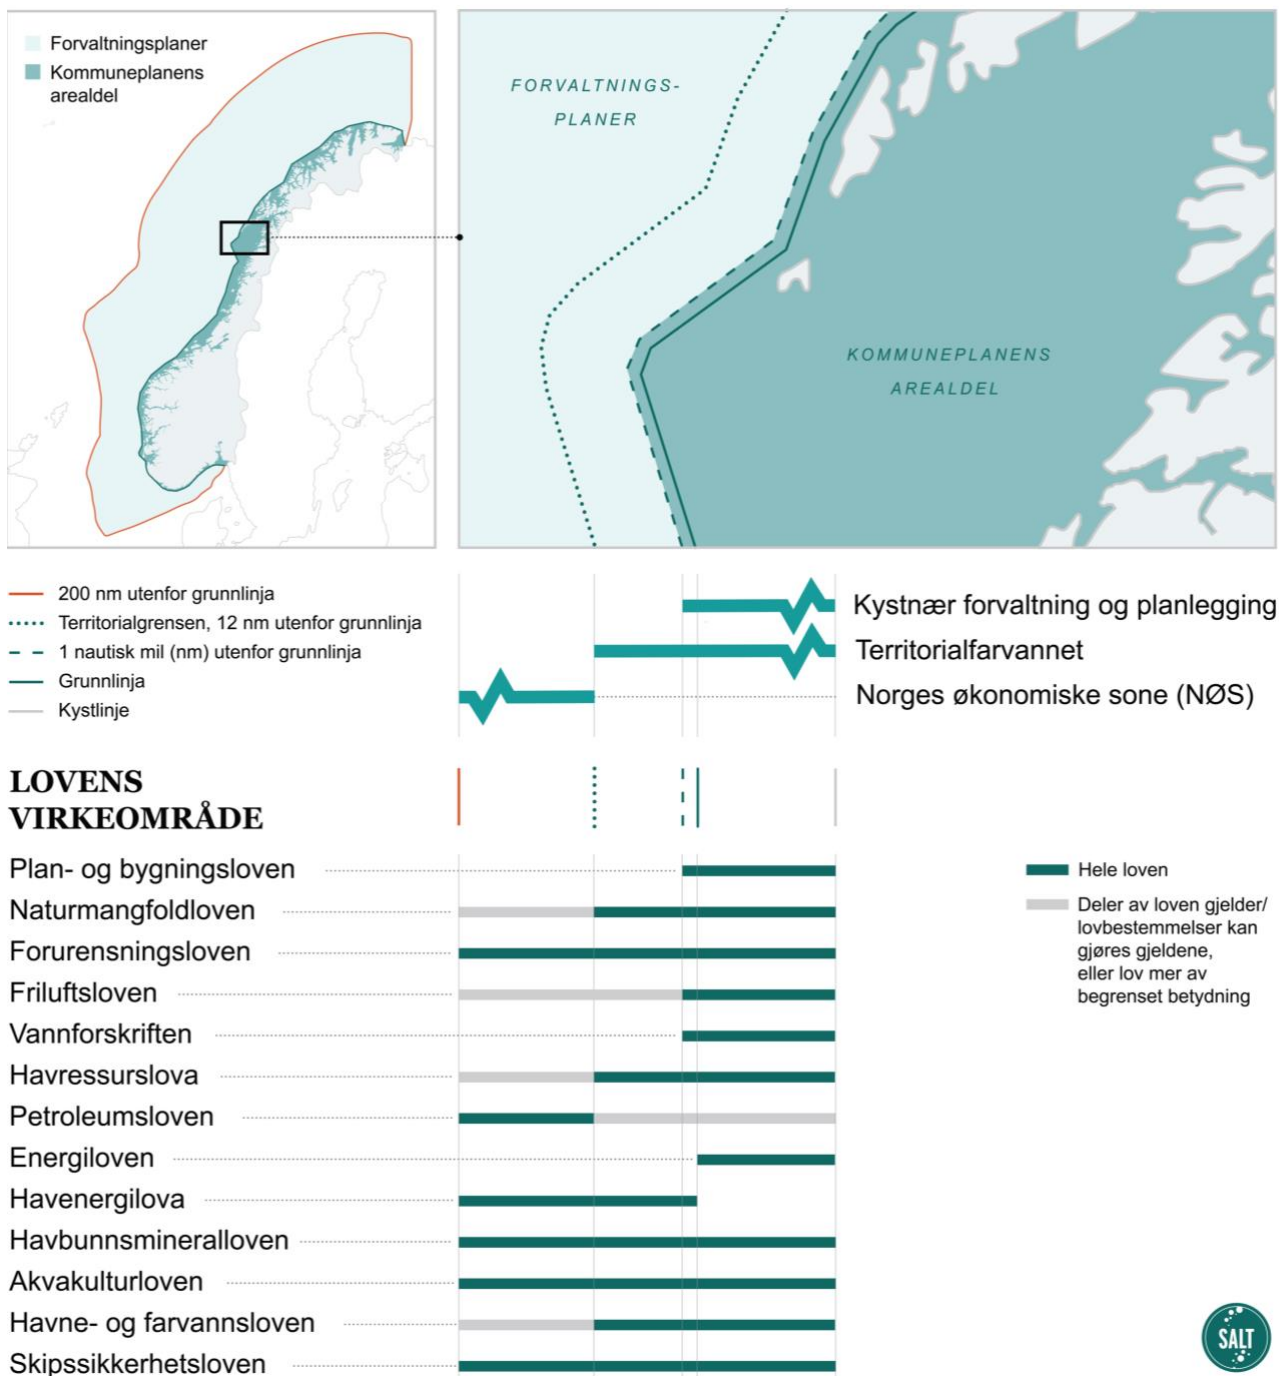 Forvaltningsplaner
Kommuneplanens
arealdel
FORVALTNINGS-
PLANER
KOMMUNEPLANENS
AREALDEL
200 nm utenfor grunnlinja
Territorialgrensen, 12 nm utenfor grunnlinja
1 nautisk mil (nm) utenfor grunnlinja
Grunnlinja
Kystlinje
Kystnær forvaltning og planlegging
Territorialfarvannet
Norges økonomiske sone (NØS)
LOVENS
VIRKEOMRÅDE
Plan- og bygningsloven
Naturmangfoldloven
Forurensningsloven
Friluftsloven
Vannforskriften
Havressurslova
Petroleumsloven
Energiloven
Havenergilova
Havbunnsmineralloven
Akvakulturloven
Havne- og farvannsloven
Skipssikkerhetsloven
Hele loven
Deler av loven gjelder/
lovbestemmelser kan
gjøres gjeldene,
eller lov mer av
begrenset betydning
SALT